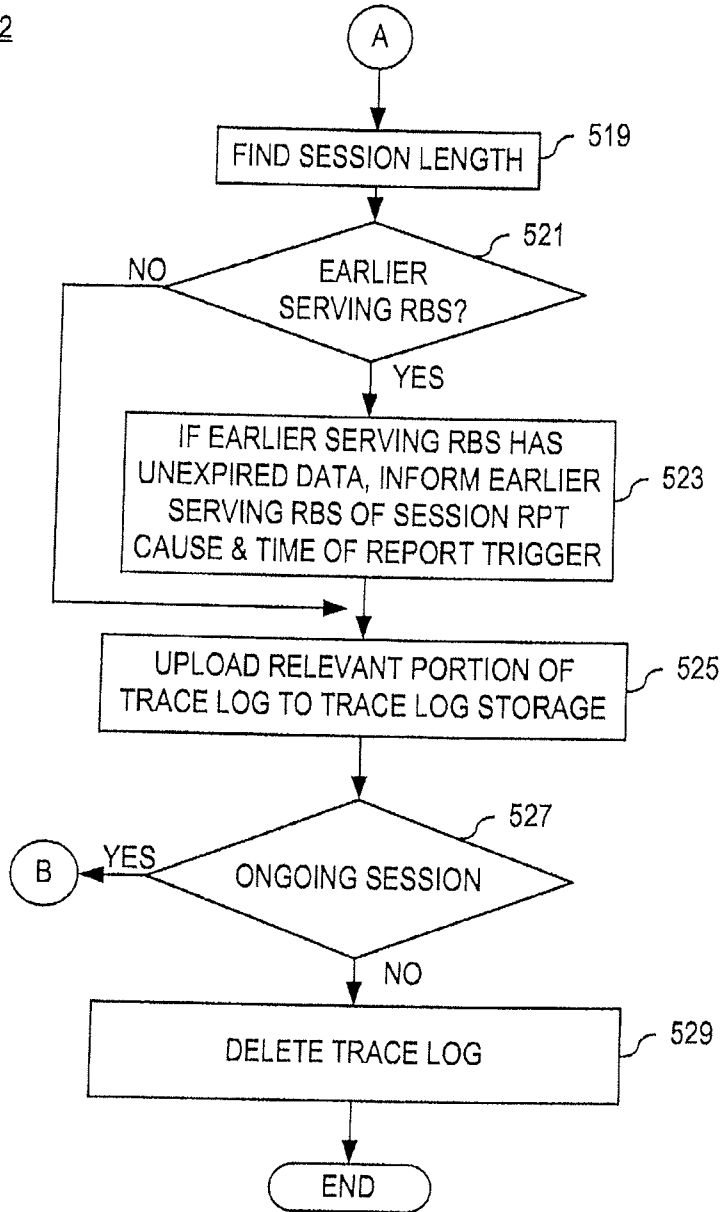 2
A
FIND SESSION LENGTH
519
521
EARLIER
SERVING RBS?
NO
YES
IF EARLIER SERVING RBS HAS
UNEXPIRED DATA, INFORM EARLIER
SERVING RBS OF SESSION RPT
CAUSE & TIME OF REPORT TRIGGER
523
UPLOAD RELEVANT PORTION OF
TRACE LOG TO TRACE LOG STORAGE
525
527
B
YES
ONGOING SESSION
NO
DELETE TRACE LOG
529
END